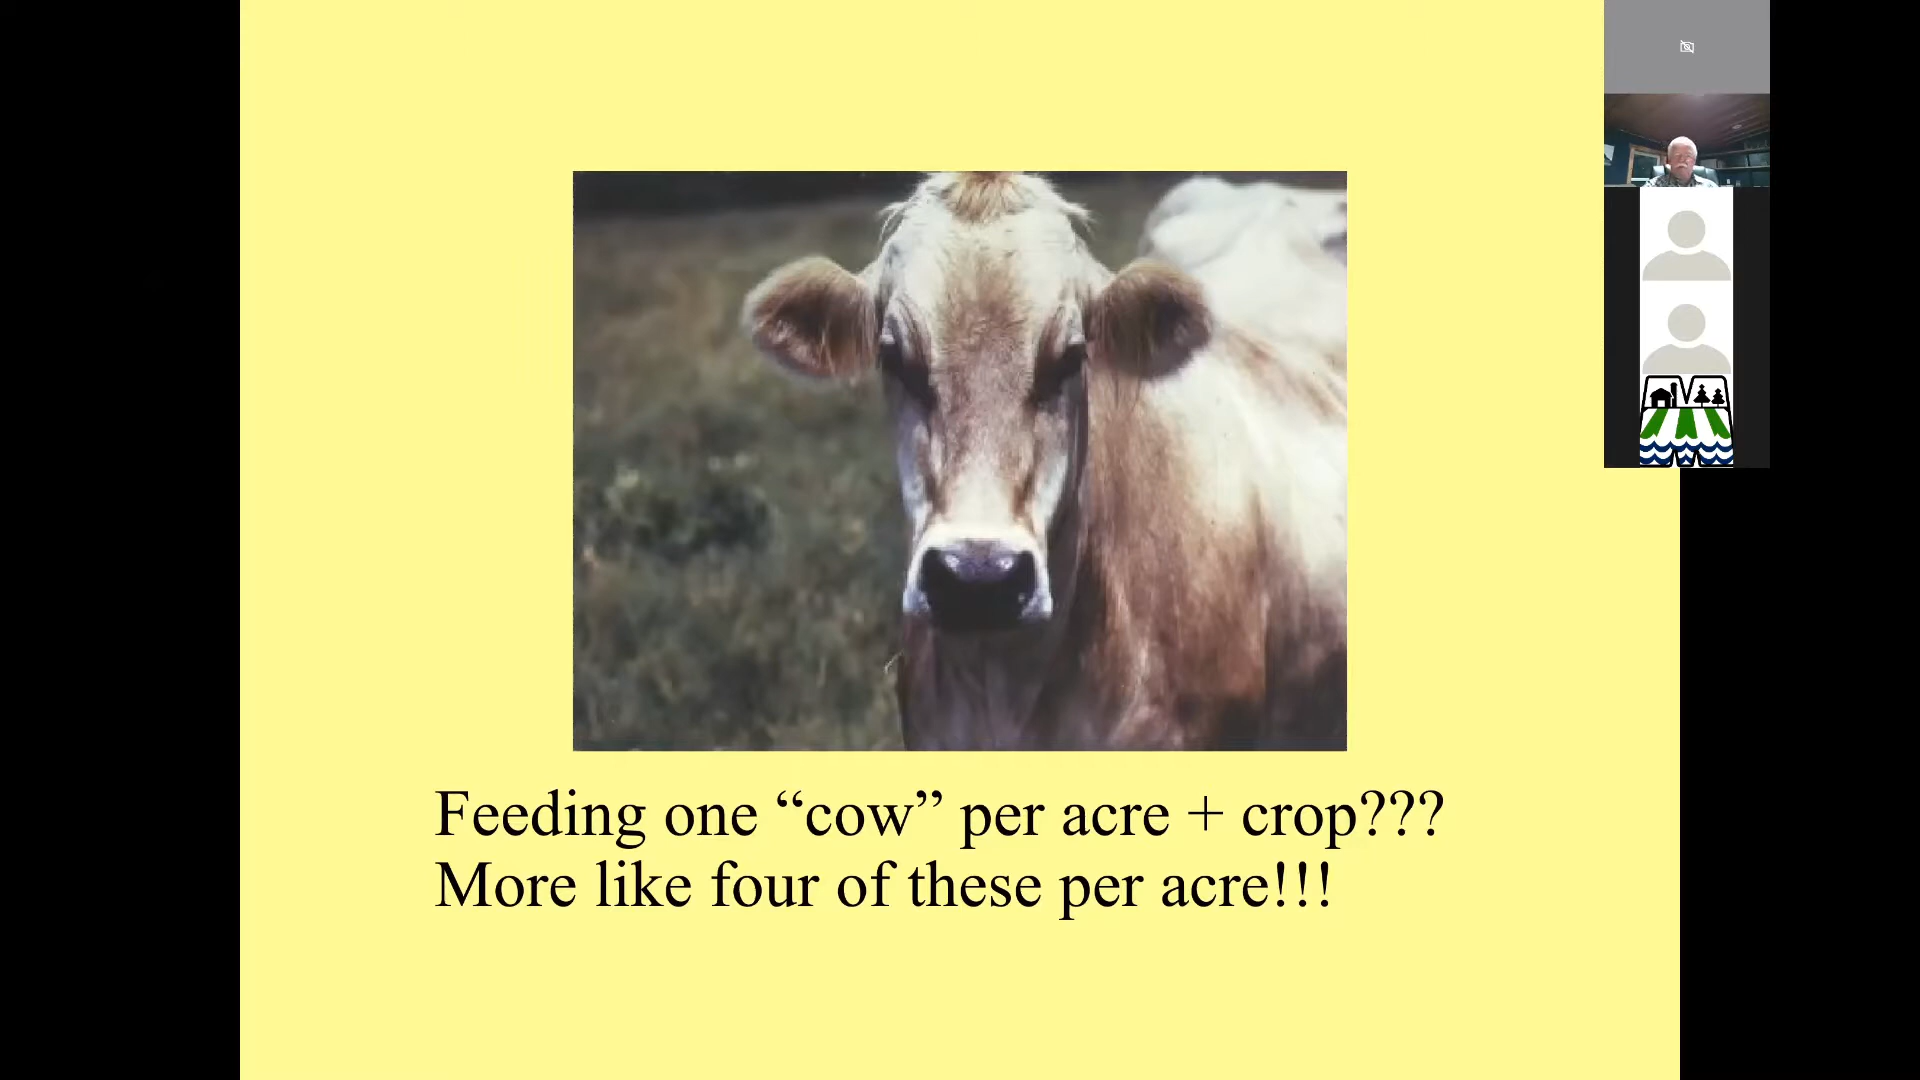 Feeding one “cow” per acre + crop???
More like four of these per acre!!!